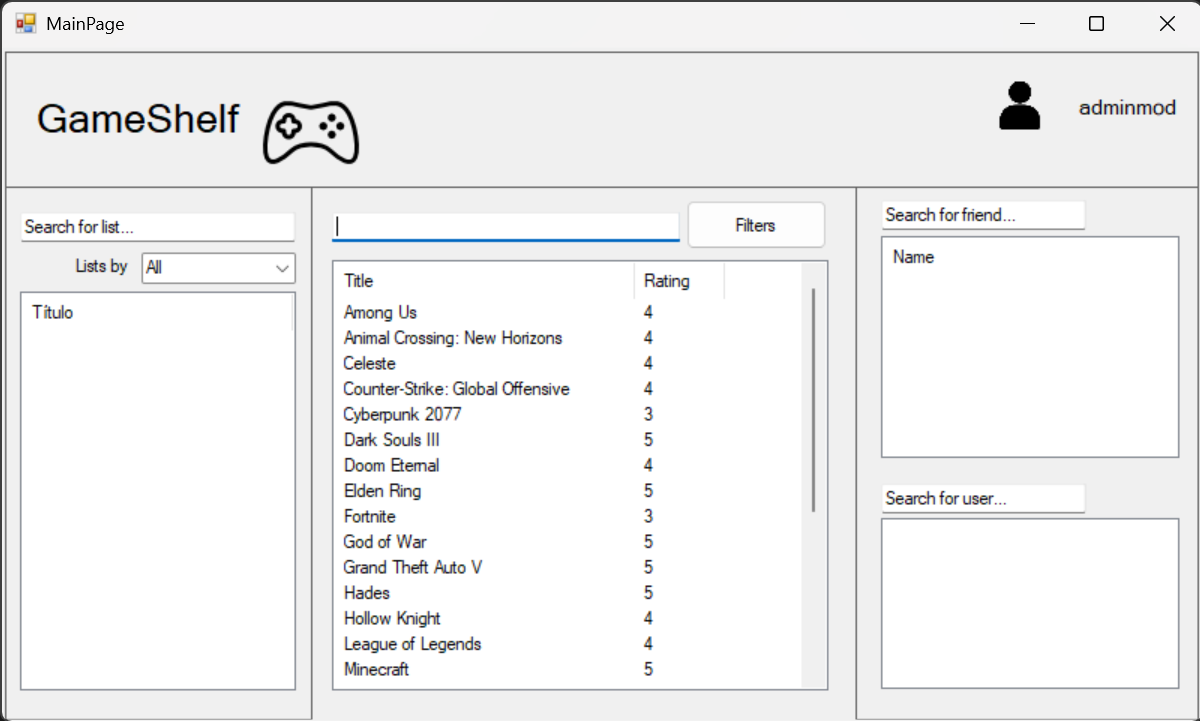 MainPage
GameShelf
adminmod
Search for list...
Lists by All
Título
Filters
Title Rating
Among Us 4
Animal Crossing: New Horizons 4
Celeste 4
Counter-Strike: Global Offensive 4
Cyberpunk 2077 3
Dark Souls III 5
Doom Eternal 4
Elden Ring 5
Fortnite 3
God of War 5
Grand Theft Auto V 5
Hades 5
Hollow Knight 4
League of Legends 4
Minecraft 5
Search for friend...
Name
Search for user...